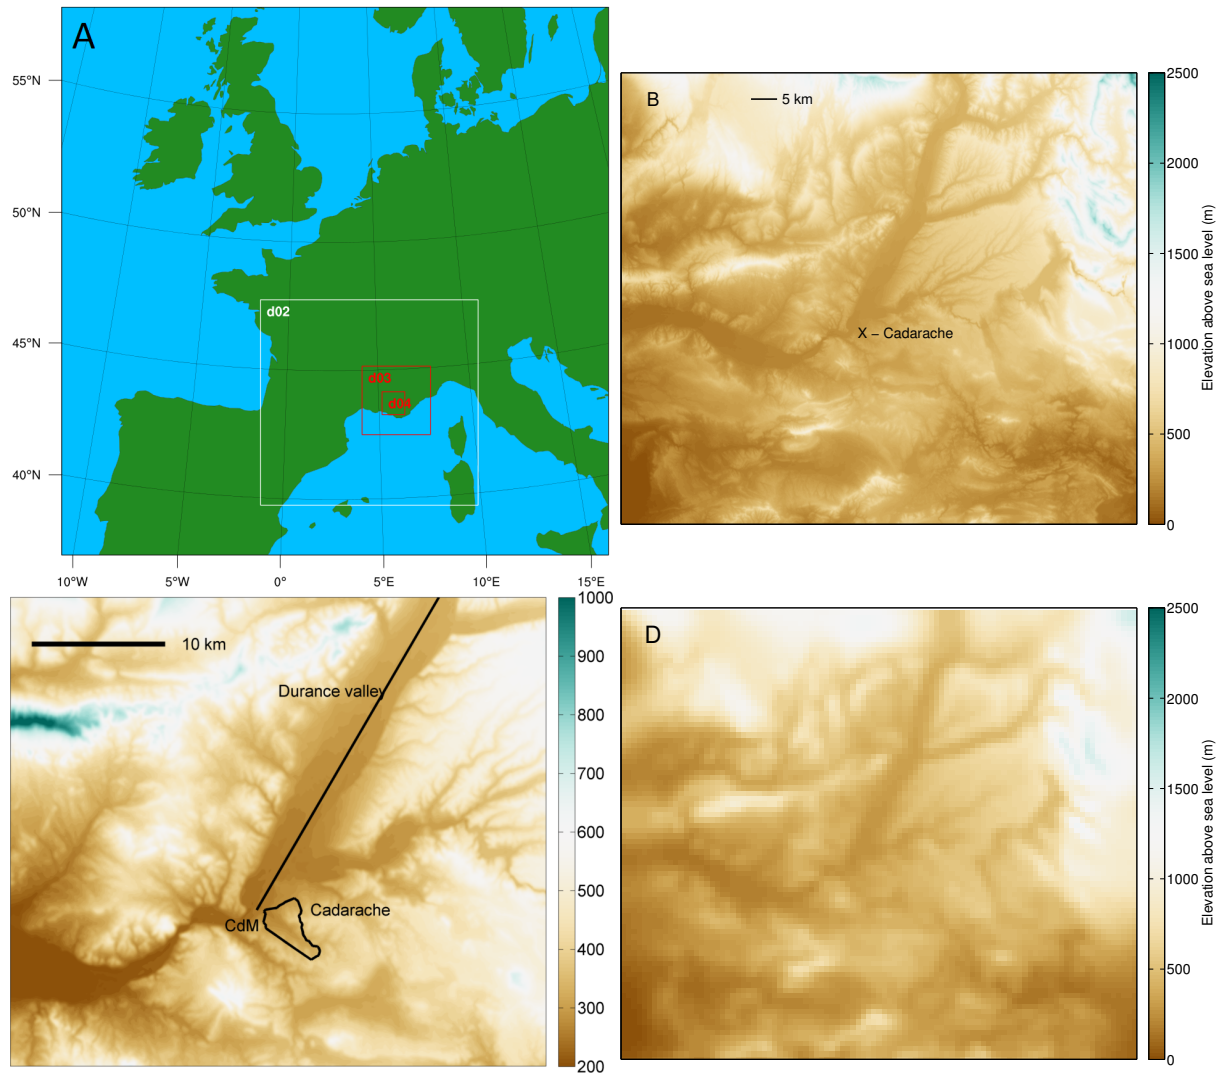 A
55°N
50°N
45°N
40°N
10°W
5°W
0°
5°E
10°E
15°E
d02
d03
d04
B
5 km
X – Cadarache
2500
2000
1500
1000
500
0
Elevation above sea level (m)
10 km
Durance valley
CdM
Cadarache
1000
900
800
700
600
500
400
300
200
D
2500
2000
1500
1000
500
0
Elevation above sea level (m)